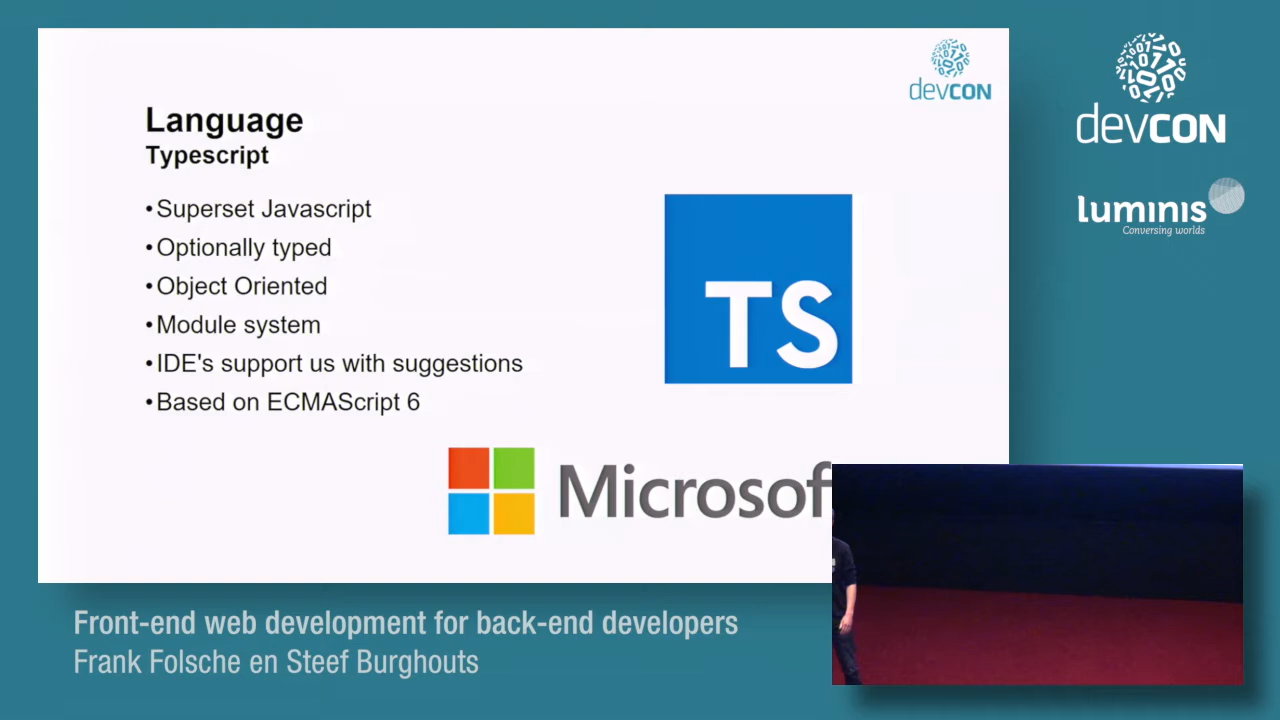 devcon
Language
Typescript
•Superset Javascript
•Optionally typed
•Object Oriented
•Module system
•IDE's support us with suggestions
•Based on ECMAScript 6
TS
Microsof
devcon
luminis
Conversing worlds
Front-end web development for back-end developers
Frank Folsche en Steef Burghouts